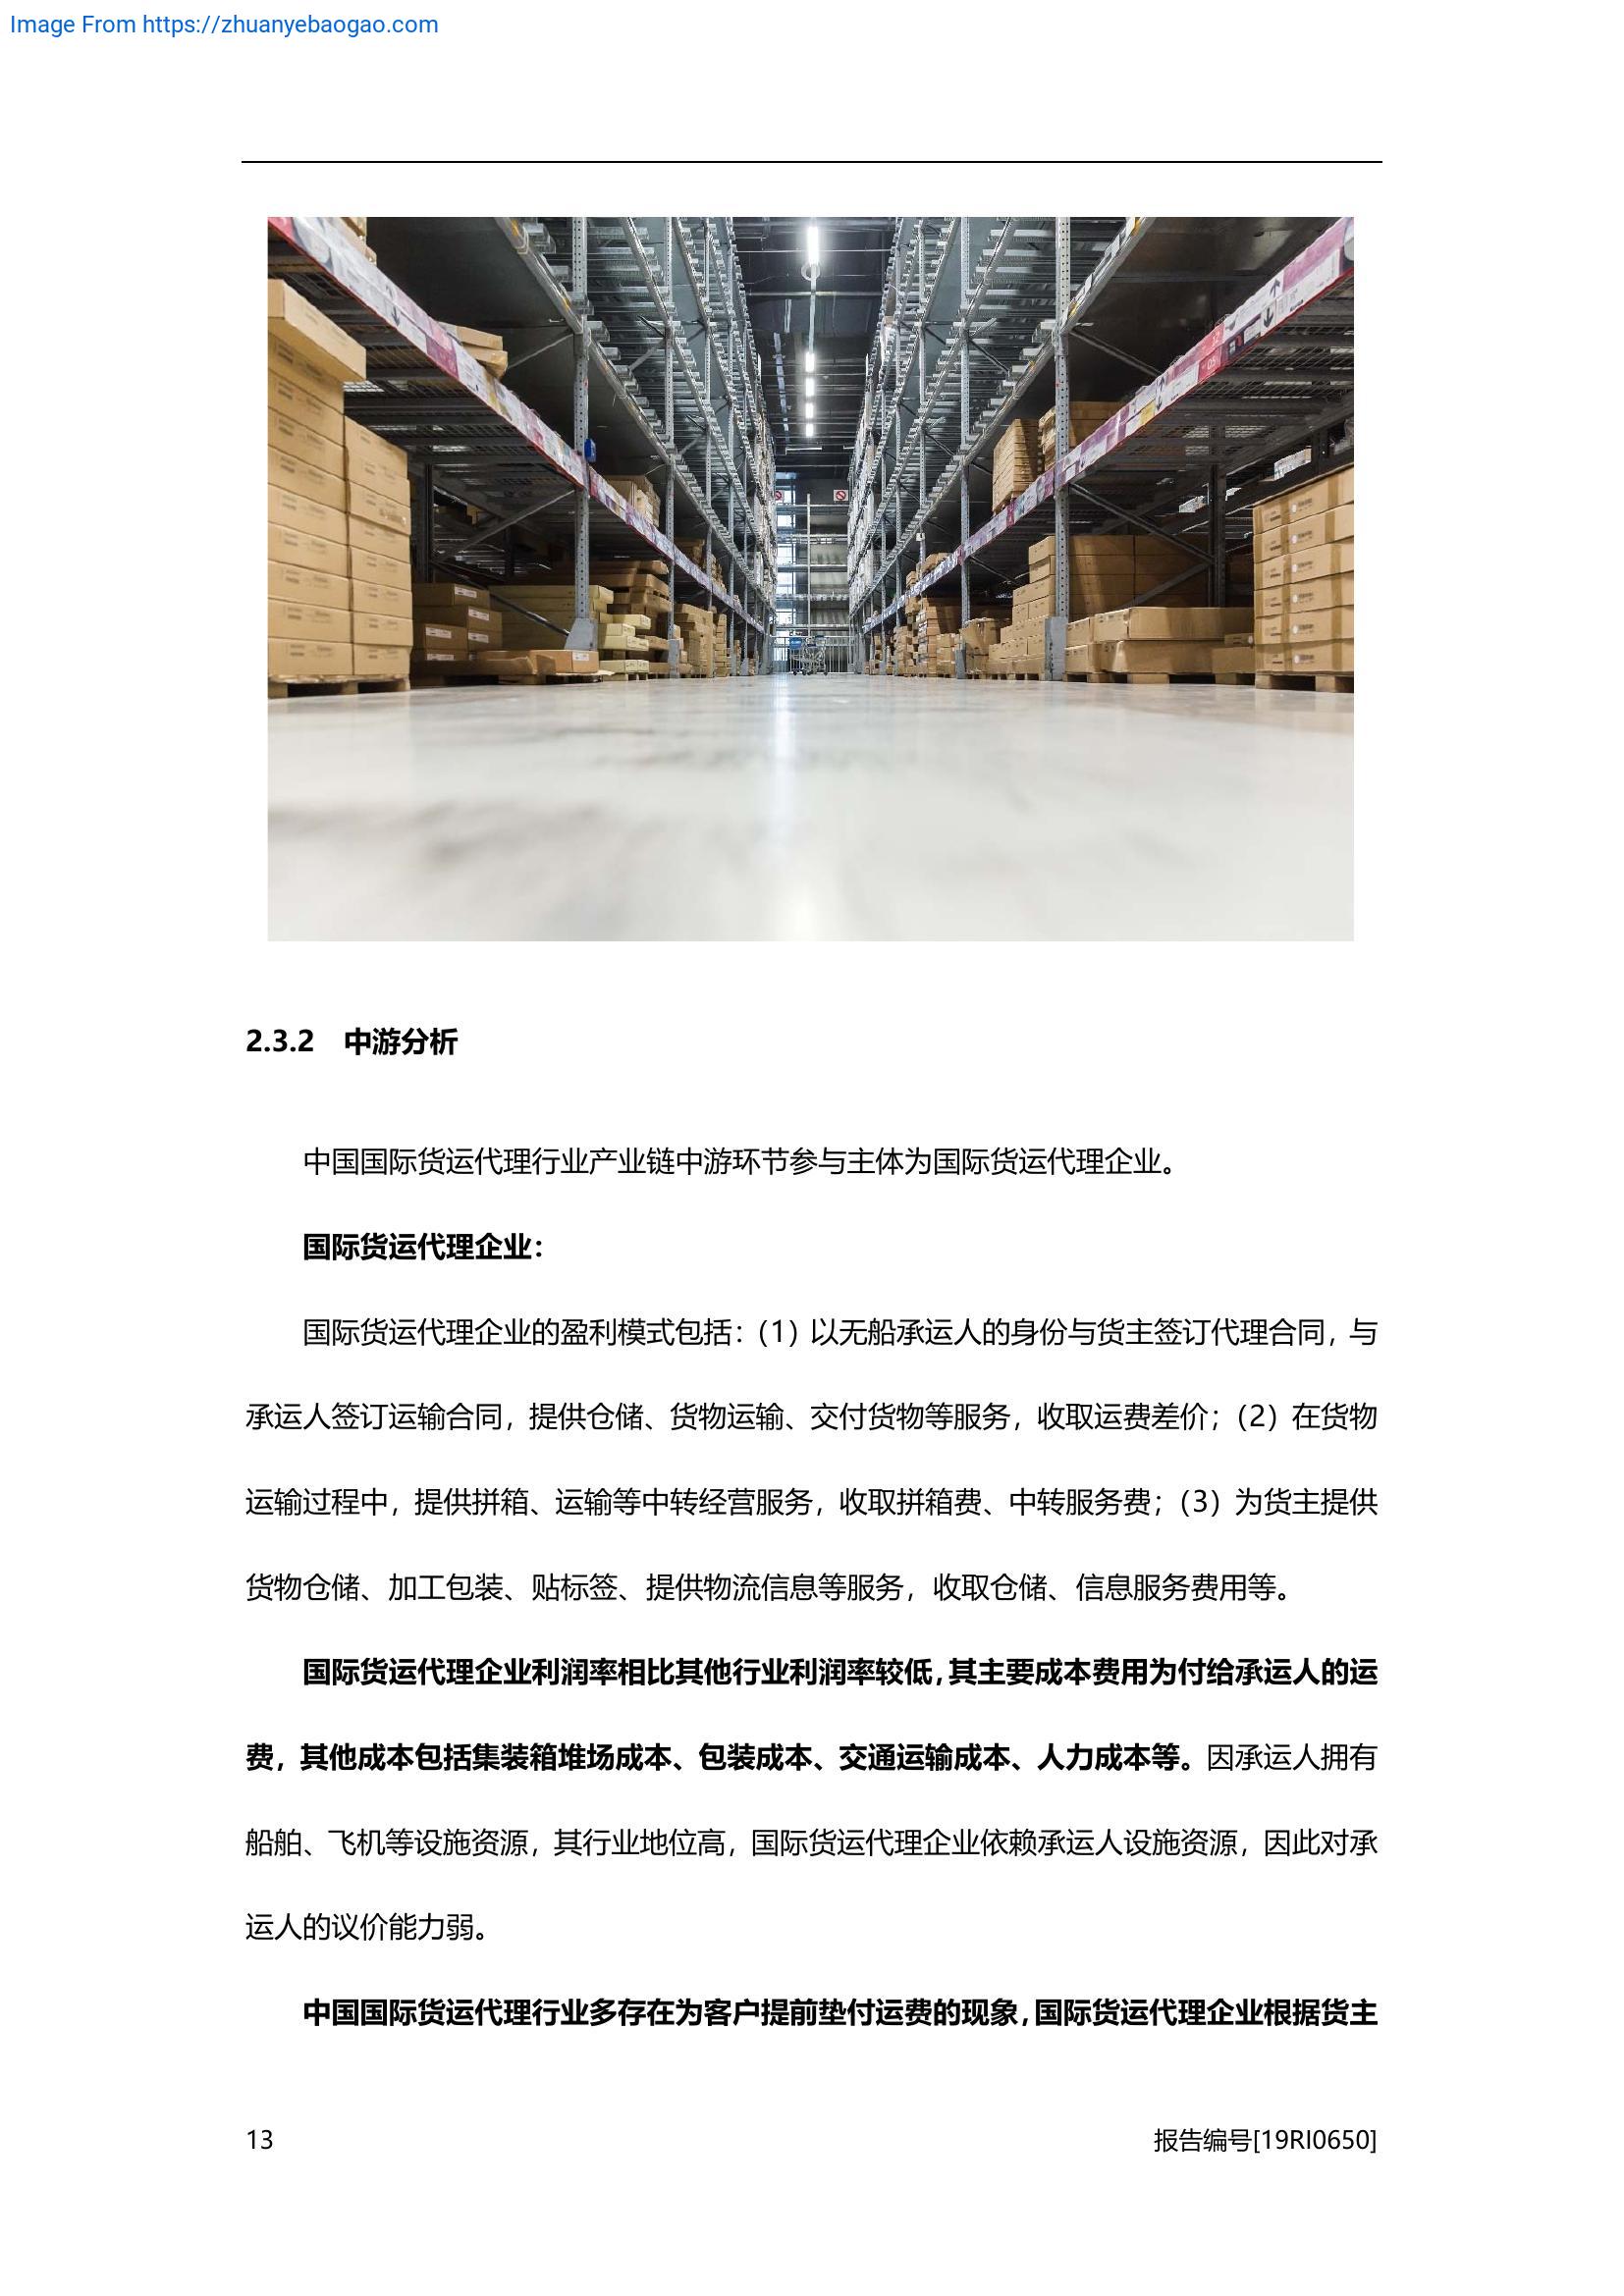 Image From https://zhuanyebaogao.com
2.3.2 中游分析
中国国际货运代理行业产业链中游环节参与主体为国际货运代理企业。
国际货运代理企业：
国际货运代理企业的盈利模式包括：（1）以无船承运人的身份与货主签订代理合同，与
承运人签订运输合同，提供仓储、货物运输、交付货物等服务，收取运费差价；（2）在货物
运输过程中，提供拼箱、运输等中转经营服务，收取拼箱费、中转服务费；（3）为货主提供
货物仓储、加工包装、贴标签、提供物流信息等服务，收取仓储、信息服务费用等。
国际货运代理企业利润率相比其他行业利润率较低，其主要成本费用为付给承运人的运
费，其他成本包括集装箱堆场成本、包装成本、交通运输成本、人力成本等。因承运人拥有
船舶、飞机等设施资源，其行业地位高，国际货运代理企业依赖承运人设施资源，因此对承
运人的议价能力弱。
中国国际货运代理行业多存在为客户提前垫付运费的现象，国际货运代理企业根据货主
13
报告编号[19RI0650]